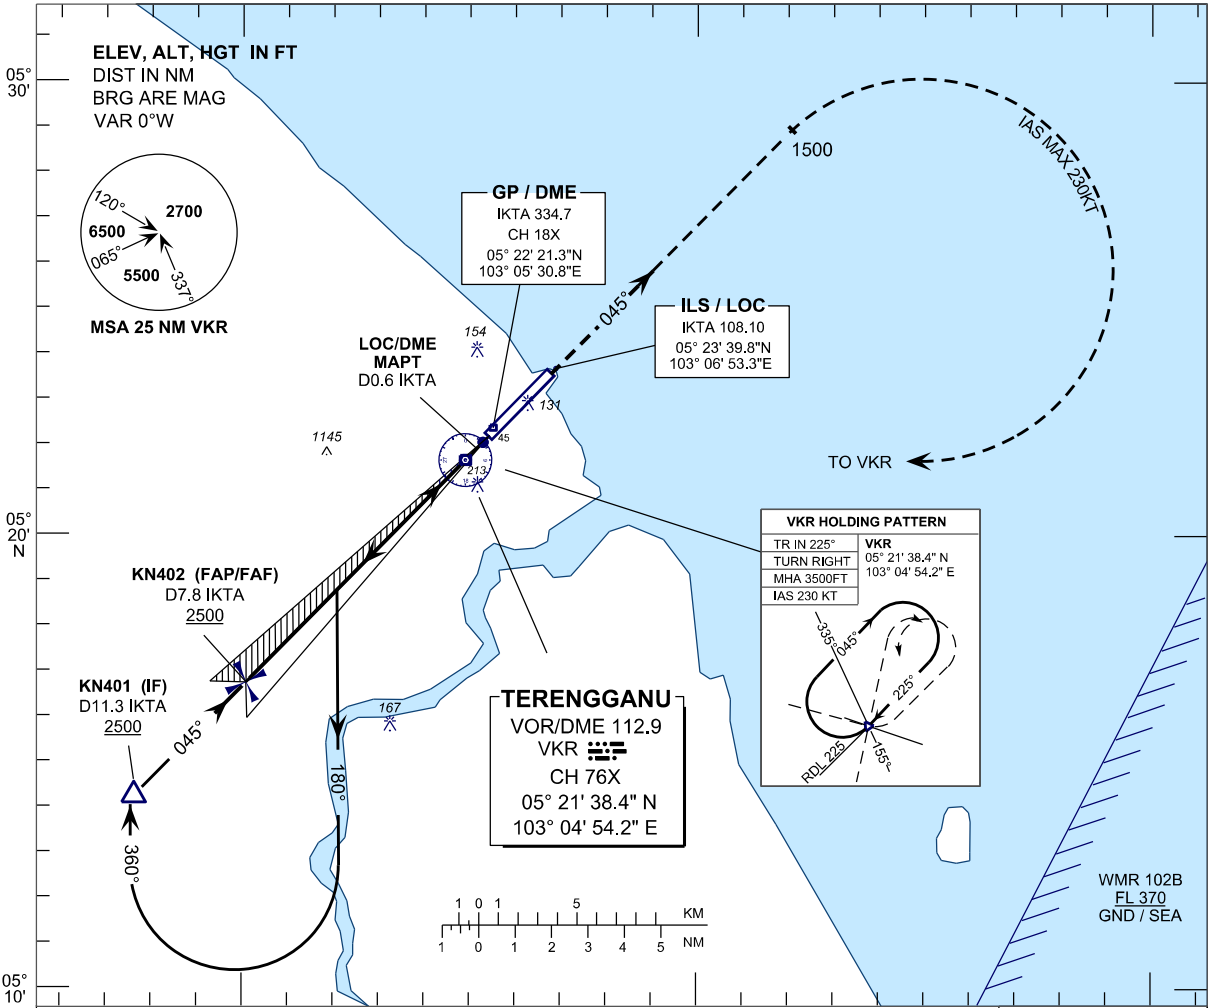 ELEV, ALT, HGT IN FT
DIST IN NM
BRG ARE MAG
VAR 0°W
05°
30'
120°
2700
6500
065°
5500
337°
MSA 25 NM VKR
GP / DME
IKTA 334.7
CH 18X
05° 22' 21.3"N
103° 05' 30.8"E
1500
IAS MAX 230KT
045°
ILS / LOC
IKTA 108.10
05° 23' 39.8"N
103° 06' 53.3"E
154
LOC/DME
MAPT
D0.6 IKTA
131
1145
45
213
TO VKR
05°
20'
N
VKR HOLDING PATTERN
TR IN 225°
TURN RIGHT
MHA 3500FT
IAS 230 KT
VKR
05° 21' 38.4" N
103° 04' 54.2" E
335°
045°
225°
RDL 225
155°
KN402 (FAP/FAF)
D7.8 IKTA
2500
KN401 (IF)
D11.3 IKTA
2500
045°
167
180°
360°
TERENGGANU
VOR/DME 112.9
VKR
CH 76X
05° 21' 38.4" N
103° 04' 54.2" E
1 0 1 5 KM
1 0 1 2 3 4 5 NM
WMR 102B
FL 370
GND / SEA
05°
10'